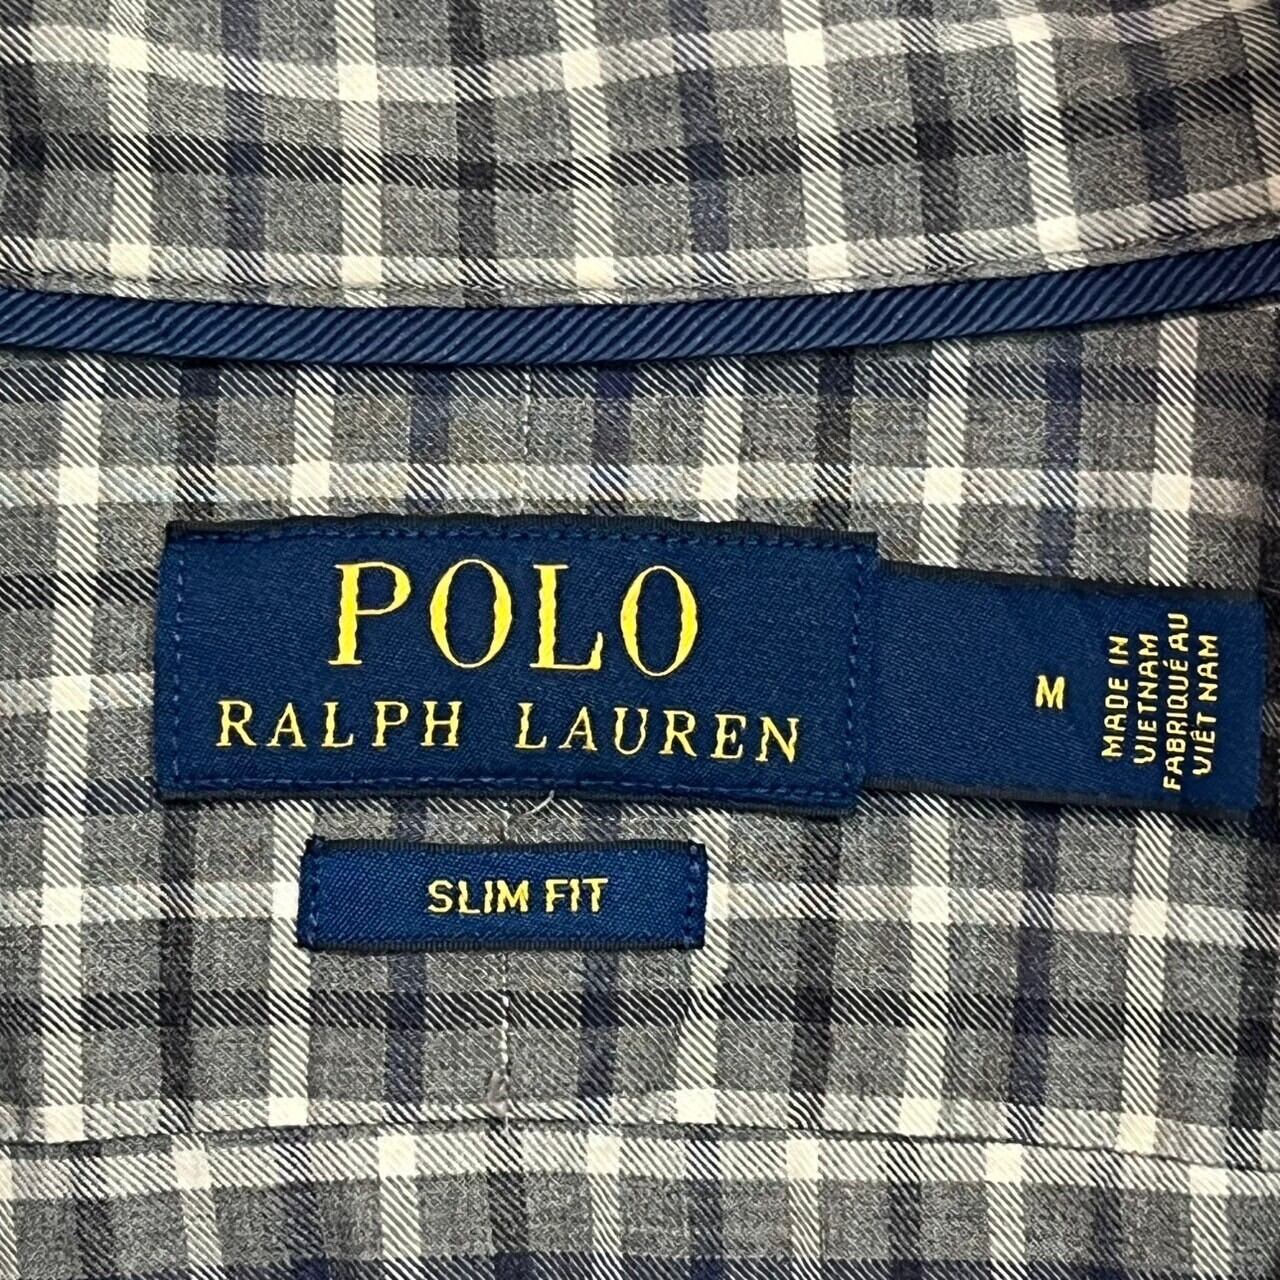 POLO
RALPH LAUREN
M
MADE IN
VIETNAM
FABRIQUÉ AU
VIÊT NAM
SLIM FIT